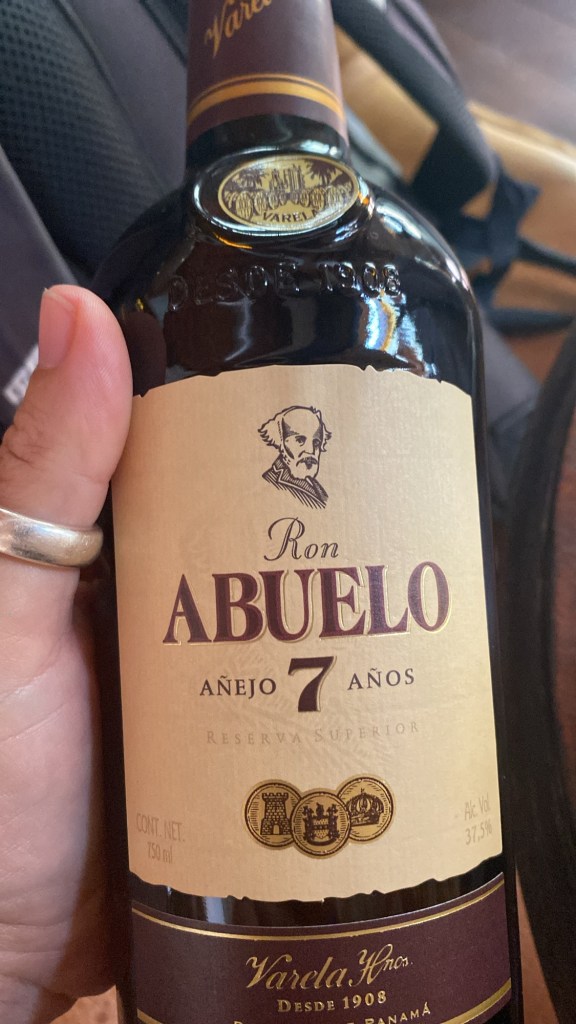 Varela
VARELA
DESDE 1908
Ron
ABUELO
AÑEJO 7 AÑOS
RESERVA SUPERIOR
CONT. NET.
750 ml
Alc. Vol.
37,5%
Varela Hnos.
DESDE 1908
PANAMÁ